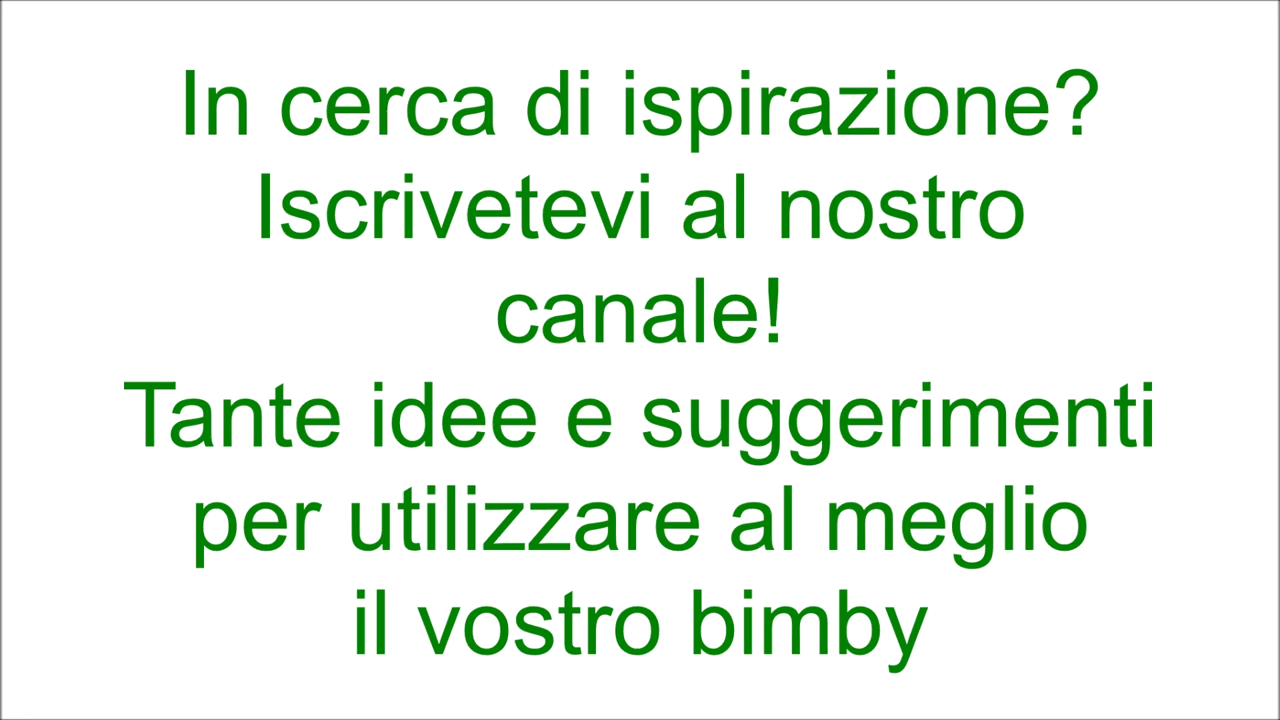 In cerca di ispirazione?
Iscrivetevi al nostro
canale!
Tante idee e suggerimenti
per utilizzare al meglio
il vostro bimby